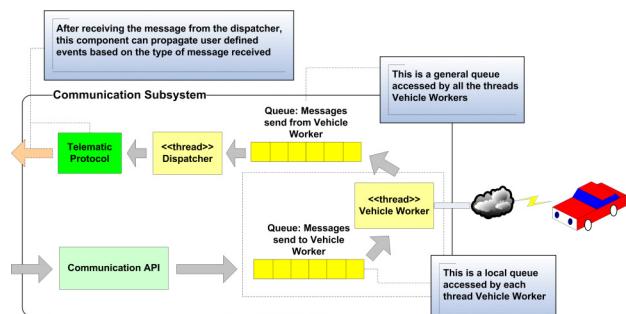 After receiving the message from the dispatcher,
this component can propagate user defined
events based on the type of message received
This is a general queue
accessed by all the threads
Vehicle Workers
Communication Subsystem
Queue: Messages
send from Vehicle
Worker
Telematic
Protocol
<<thread>>
Dispatcher
<<thread>>
Vehicle Worker
Queue: Messages
send to Vehicle
Worker
Communication API
This is a local queue
accessed by each
thread Vehicle Worker